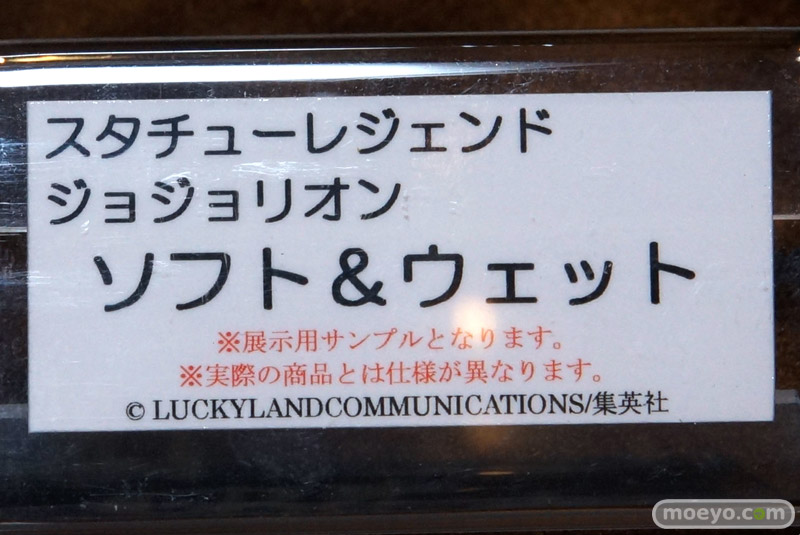 スタチューレジェンド
ジョジョリオン
ソフト&ウェット
※展示用サンプルとなります。
※実際の商品とは仕様が異なります。
© LUCKYLANDCOMMUNICATIONS/集英社
moeyo.com